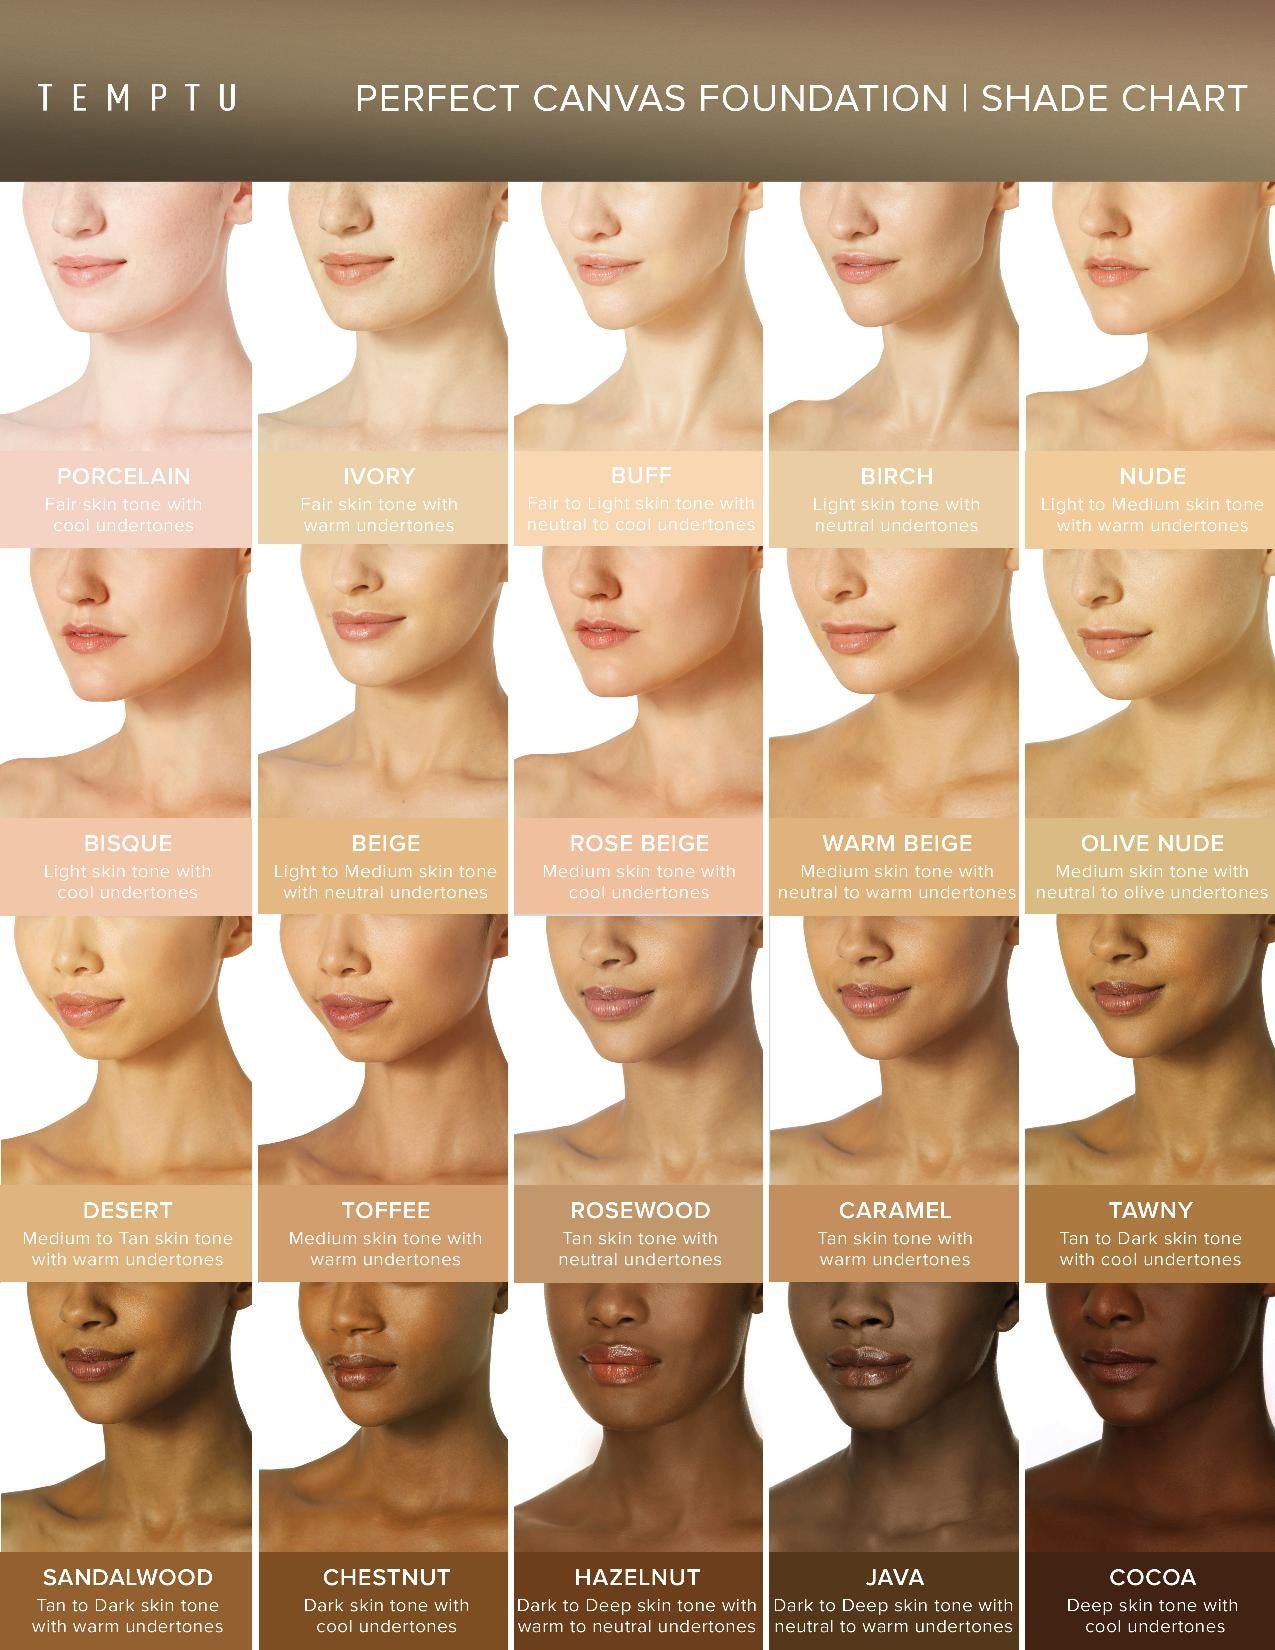 TEMPTU PERFECT CANVAS FOUNDATION | SHADE CHART
PORCELAIN
Fair skin tone with
cool undertones
IVORY
Fair skin tone with
warm undertones
BUFF
Fair to Light skin tone with
neutral to cool undertones
BIRCH
Light skin tone with
neutral undertones
NUDE
Light to Medium skin tone
with warm undertones
BISQUE
Light skin tone with
cool undertones
BEIGE
Light to Medium skin tone
with neutral undertones
ROSE BEIGE
Medium skin tone with
cool undertones
WARM BEIGE
Medium skin tone with
neutral to warm undertones
OLIVE NUDE
Medium skin tone with
neutral to olive undertones
DESERT
Medium to Tan skin tone
with warm undertones
TOFFEE
Medium skin tone with
warm undertones
ROSEWOOD
Tan skin tone with
neutral undertones
CARAMEL
Tan skin tone with
warm undertones
TAWNY
Tan to Dark skin tone
with cool undertones
SANDALWOOD
Tan to Dark skin tone
with warm undertones
CHESTNUT
Dark skin tone with
cool undertones
HAZELNUT
Dark to Deep skin tone with
warm to neutral undertones
JAVA
Dark to Deep skin tone with
neutral to warm undertones
COCOA
Deep skin tone with
cool undertones